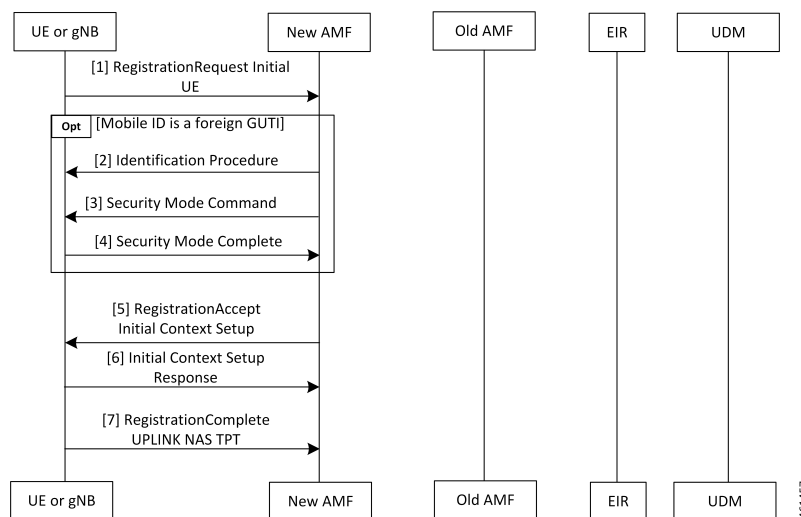 UE or gNB
New AMF
Old AMF
EIR
UDM
[1] RegistrationRequest Initial
UE
Opt
[Mobile ID is a foreign GUTI]
[2] Identification Procedure
[3] Security Mode Command
[4] Security Mode Complete
[5] RegistrationAccept
Initial Context Setup
[6] Initial Context Setup
Response
[7] RegistrationComplete
UPLINK NAS TPT
UE or gNB
New AMF
Old AMF
EIR
UDM